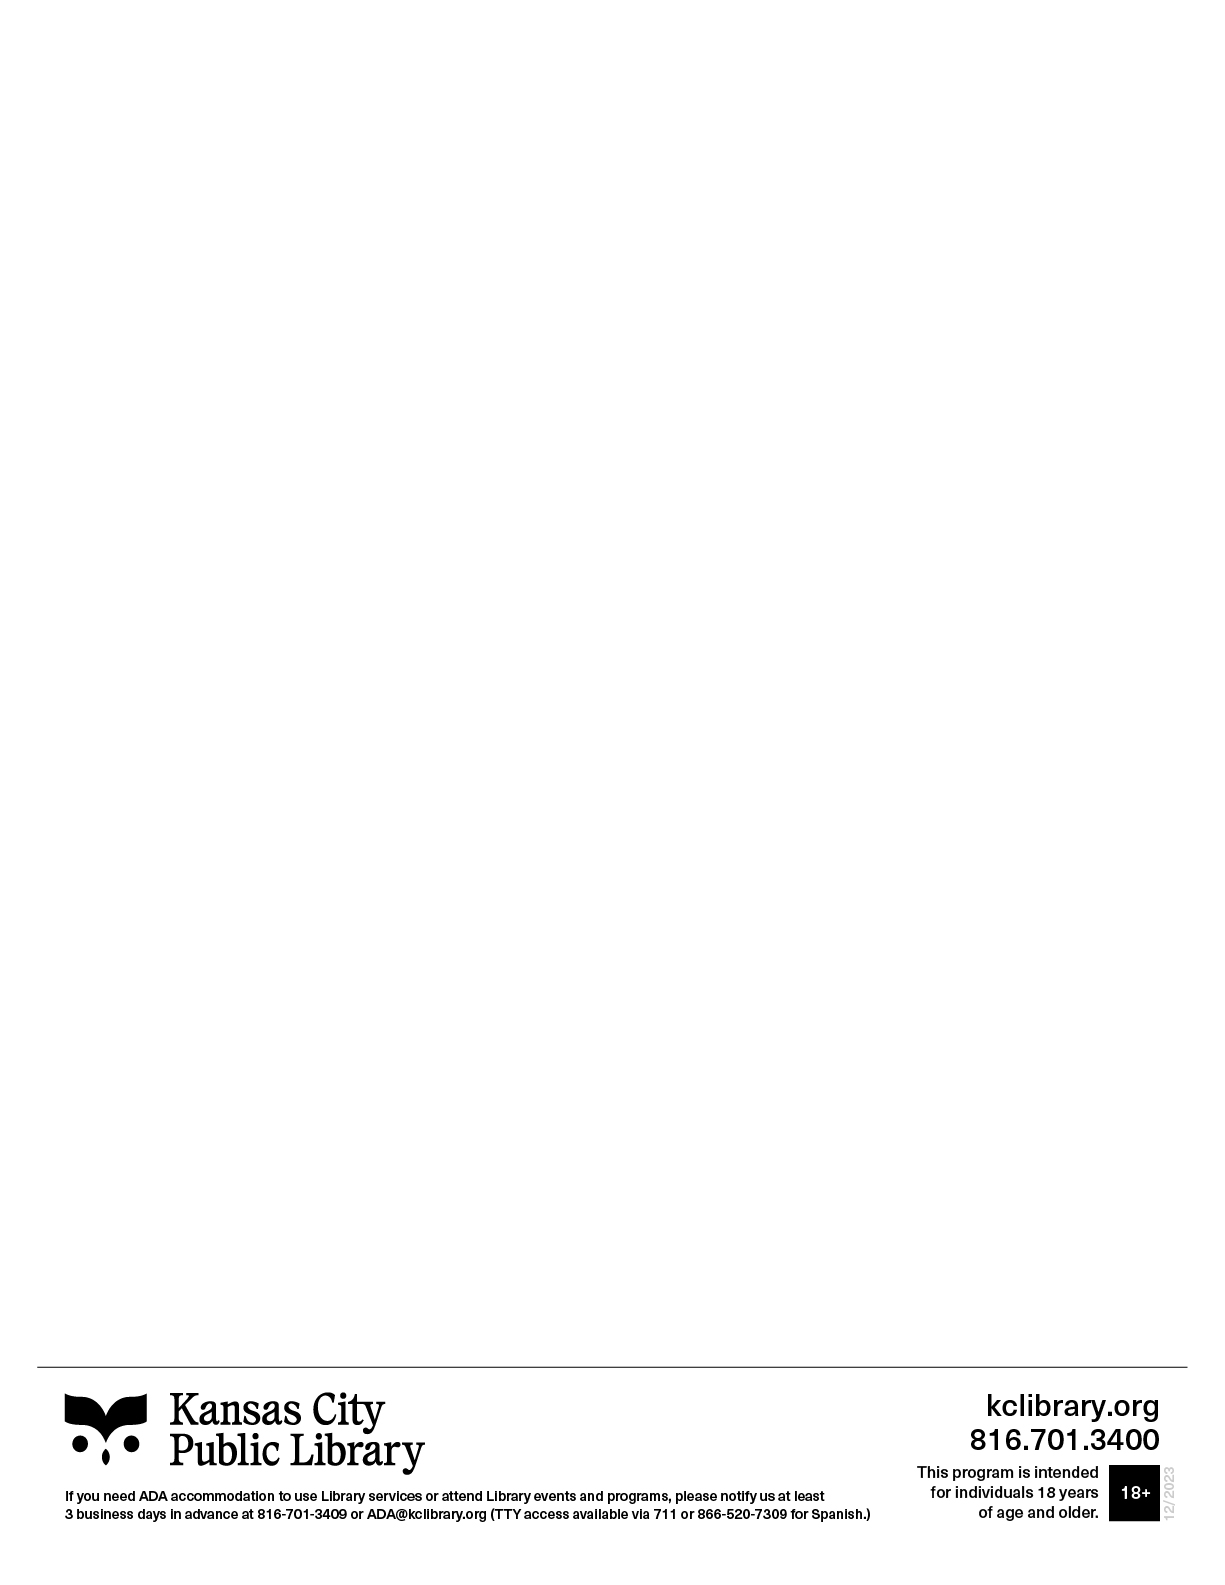 Kansas City
Public Library
If you need ADA accommodation to use Library services or attend Library events and programs, please notify us at least
3 business days in advance at 816-701-3409 or ADA@kclibrary.org (TTY access available via 711 or 866-520-7309 for Spanish.)
kclibrary.org
816.701.3400
This program is intended
for individuals 18 years
of age and older.
18+
12/2023